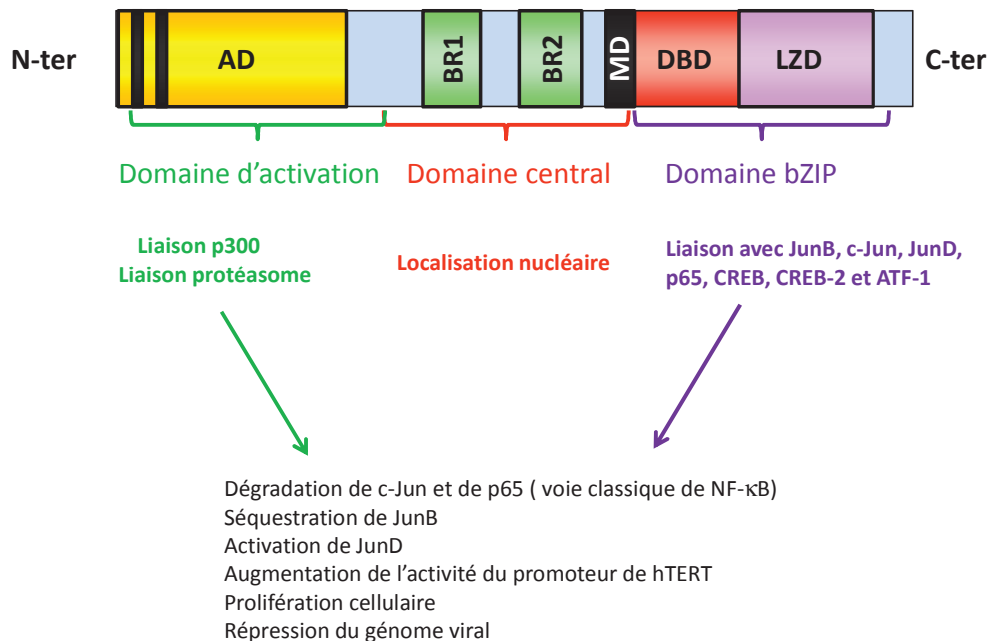 N-ter
AD
BR1
BR2
MD
DBD
LZD
C-ter
Domaine d'activation
Domaine central
Domaine bZIP
Liaison p300
Liaison protéasome
Localisation nucléaire
Liaison avec JunB, c-Jun, JunD,
p65, CREB, CREB-2 et ATF-1
Dégradation de c-Jun et de p65 ( voie classique de NF-κB)
Séquestration de JunB
Activation de JunD
Augmentation de l'activité du promoteur de hTERT
Prolifération cellulaire
Répression du génome viral